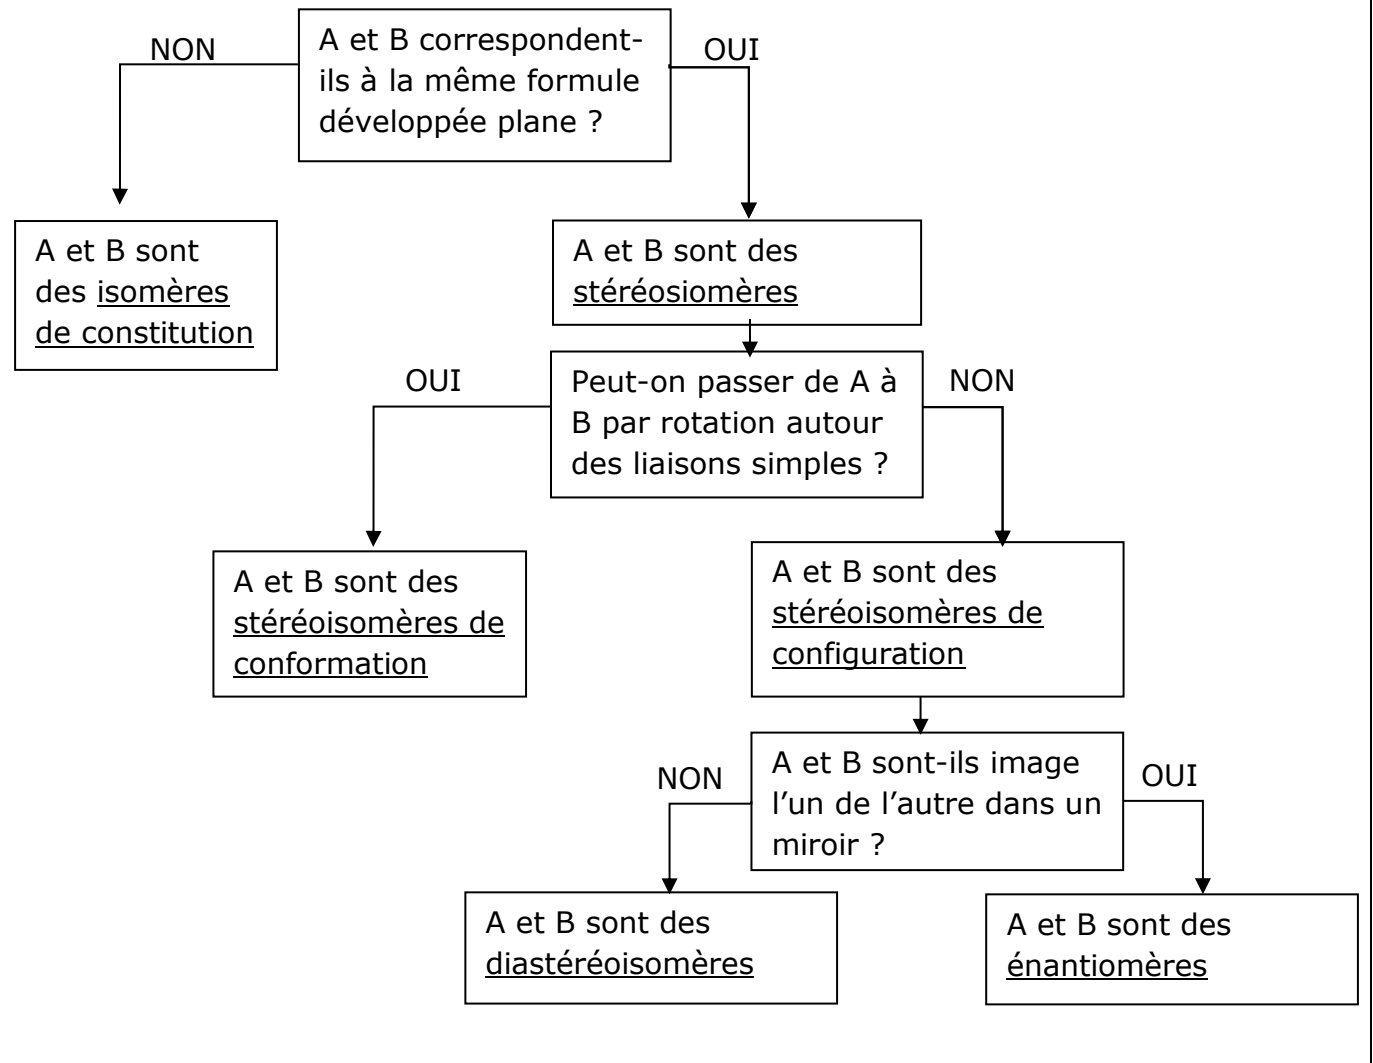 NON
A et B correspondent-
ils à la même formule
développée plane ?
OUI
A et B sont
des isomères
de constitution
A et B sont des
stéréosiomères
OUI
Peut-on passer de A à
B par rotation autour
des liaisons simples ?
NON
A et B sont des
stéréoisomères de
conformation
A et B sont des
stéréoisomères de
configuration
NON
A et B sont-ils image
l’un de l’autre dans un
miroir ?
OUI
A et B sont des
diastéréoisomères
A et B sont des
énantiomères